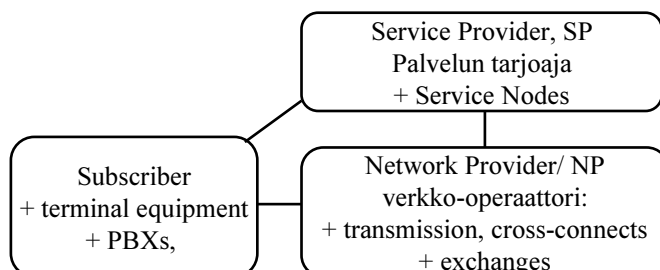 Service Provider, SP
Palvelun tarjoaja
+ Service Nodes
Subscriber
+ terminal equipment
+ PBXs,
Network Provider/ NP
verkko-operaattori:
+ transmission, cross-connects
+ exchanges